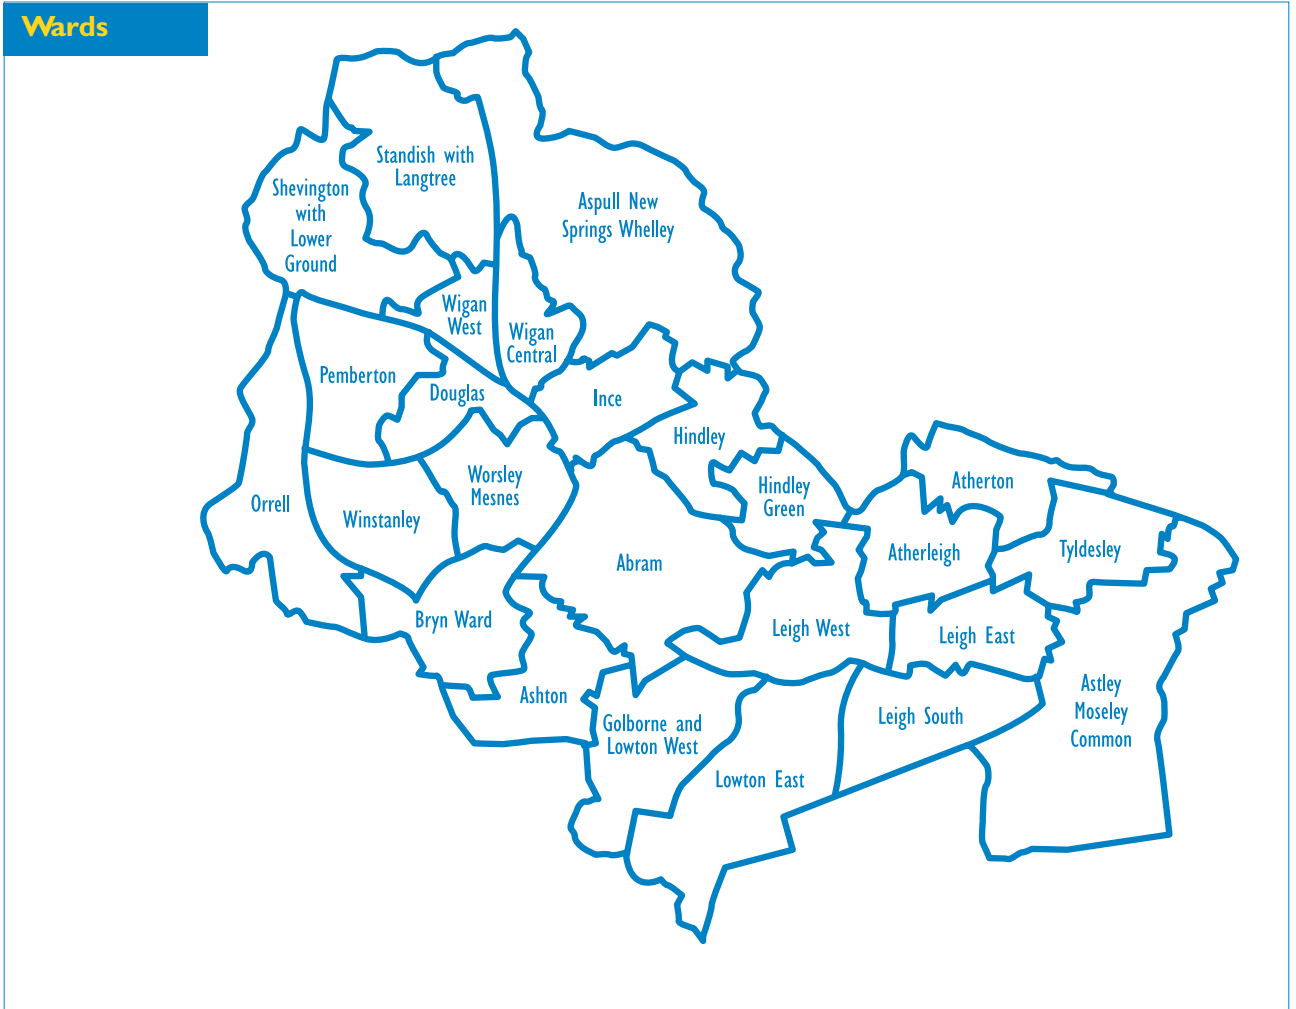 Wards
Standish with
Langtree
Shevington
with
Lower
Ground
Aspull New
Springs Whelley
Wigan
West
Wigan
Central
Pemberton
Douglas
Ince
Hindley
Worsley
Mesnes
Hindley
Green
Orrell
Winstanley
Atherton
Abram
Atherleigh
Tyldesley
Bryn Ward
Leigh West
Leigh East
Ashton
Golborne and
Lowton West
Leigh South
Astley
Moseley
Common
Lowton East